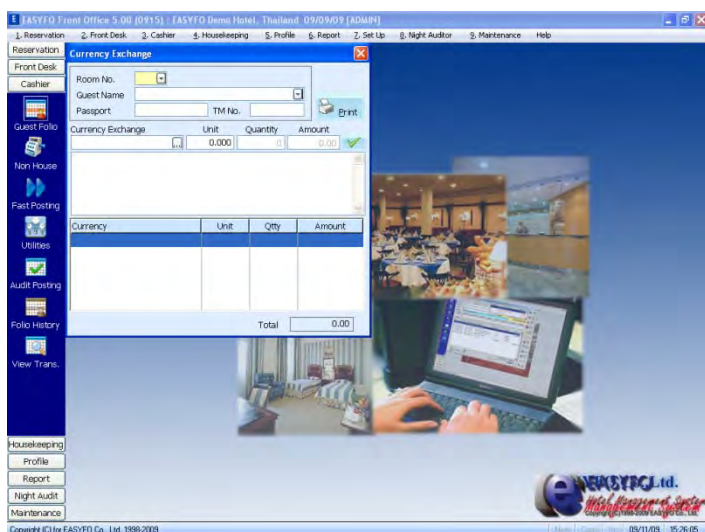 EASYFO Front Office 5.00 (0915) : EASYFO Demo Hotel, Thailand 09/09/09 [ADMIN]
1. Reservation 2. Front Desk 3. Cashier 4. Housekeeping 5. Profile 6. Report 7. Set Up 8. Night Auditor 9. Maintenance Help
Reservation
Front Desk
Cashier
Guest Folio
Non House
Fast Posting
Utilities
Audit Posting
Folio History
View Trans.
Housekeeping
Profile
Report
Night Audit
Maintenance
Currency Exchange
Room No.
Guest Name
Passport TM No. Print
Currency Exchange Unit Quantity Amount
... 0.000 0 0.00
Currency Unit Qtty Amount
Total 0.00
EASYFO Ltd.
Hotel Management System
Copyright (C) for EASYFO Co., Ltd. 1998-2009
09/11/09 15:26:05